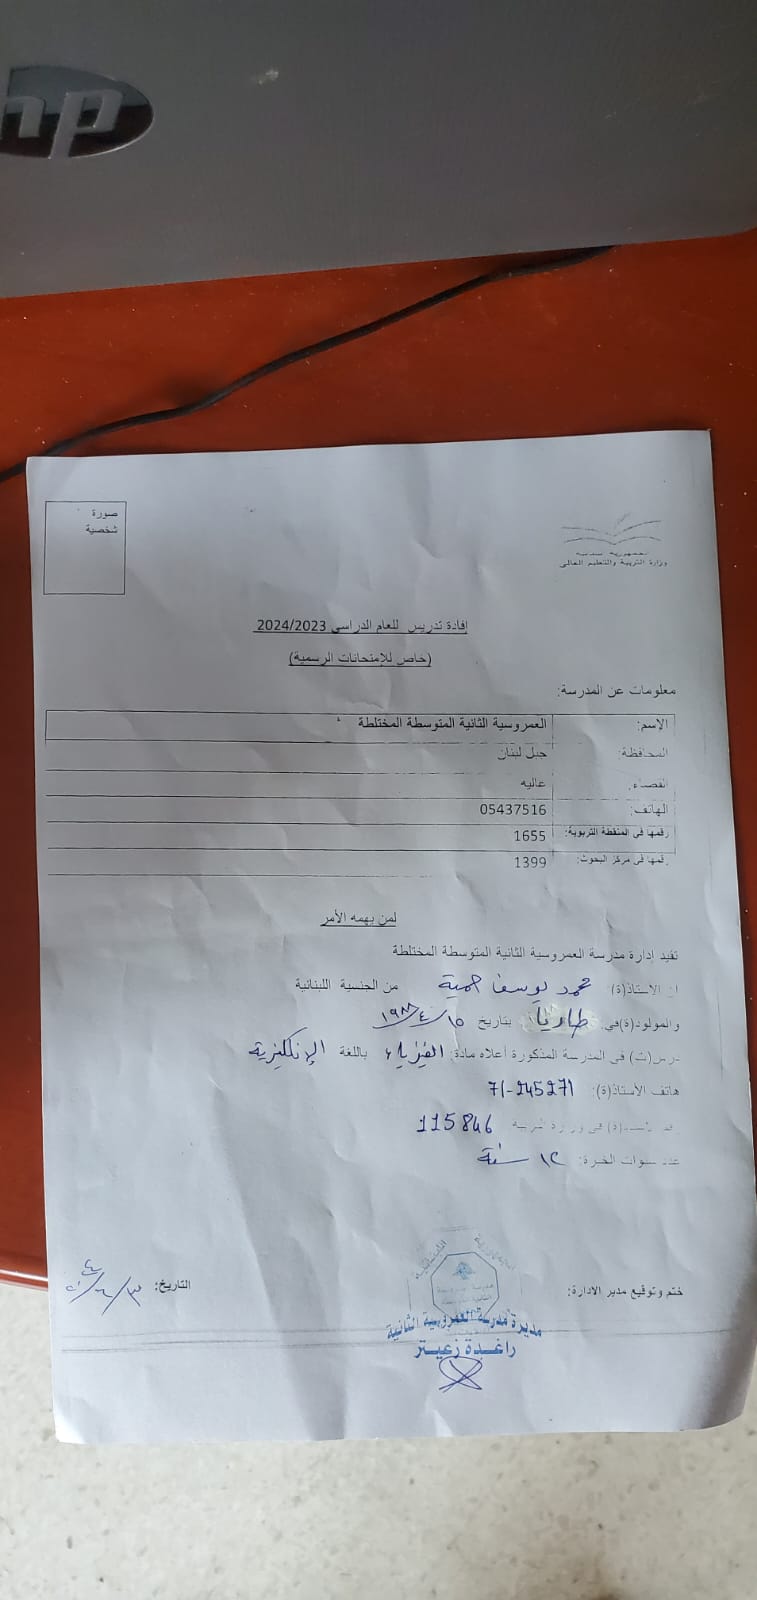 hp
صورة
شخصية
وزارة التربية والتعليم العالي
إفادة تدريس للعام الدراسي 2024/2023
(خاص للإمتحانات الرسمية)
معلومات عن المدرسة:
الإسم: العمروسية الثانية المتوسطة المختلطة
المحافظة: جبل لبنان
القضاء: عاليه
الهاتف: 05437516
رقمها في المنطقة التربوية: 1655
رقمها في مركز البحوث: 1399
لمن يهمه الأمر
تفيد إدارة مدرسة العمروسية الثانية المتوسطة المختلطة
ان الاستاذ(ة) محمد يوسف حمية من الجنسية اللبنانية
والمولود(ة)في: طاريا بتاريخ
درس(ت) في المدرسة المذكورة أعلاه مادة: الفيزياء باللغة الإنكليزية
هاتف الأستاذ(ة): 71-245271
115846
عدد سنوات الخبرة: ١٢ سنة
ختم وتوقيع مدير الادارة: التاريخ:
الجمهورية اللبنانية
مديرة مدرسة العمروسية الثانية
راغدة زعيتر